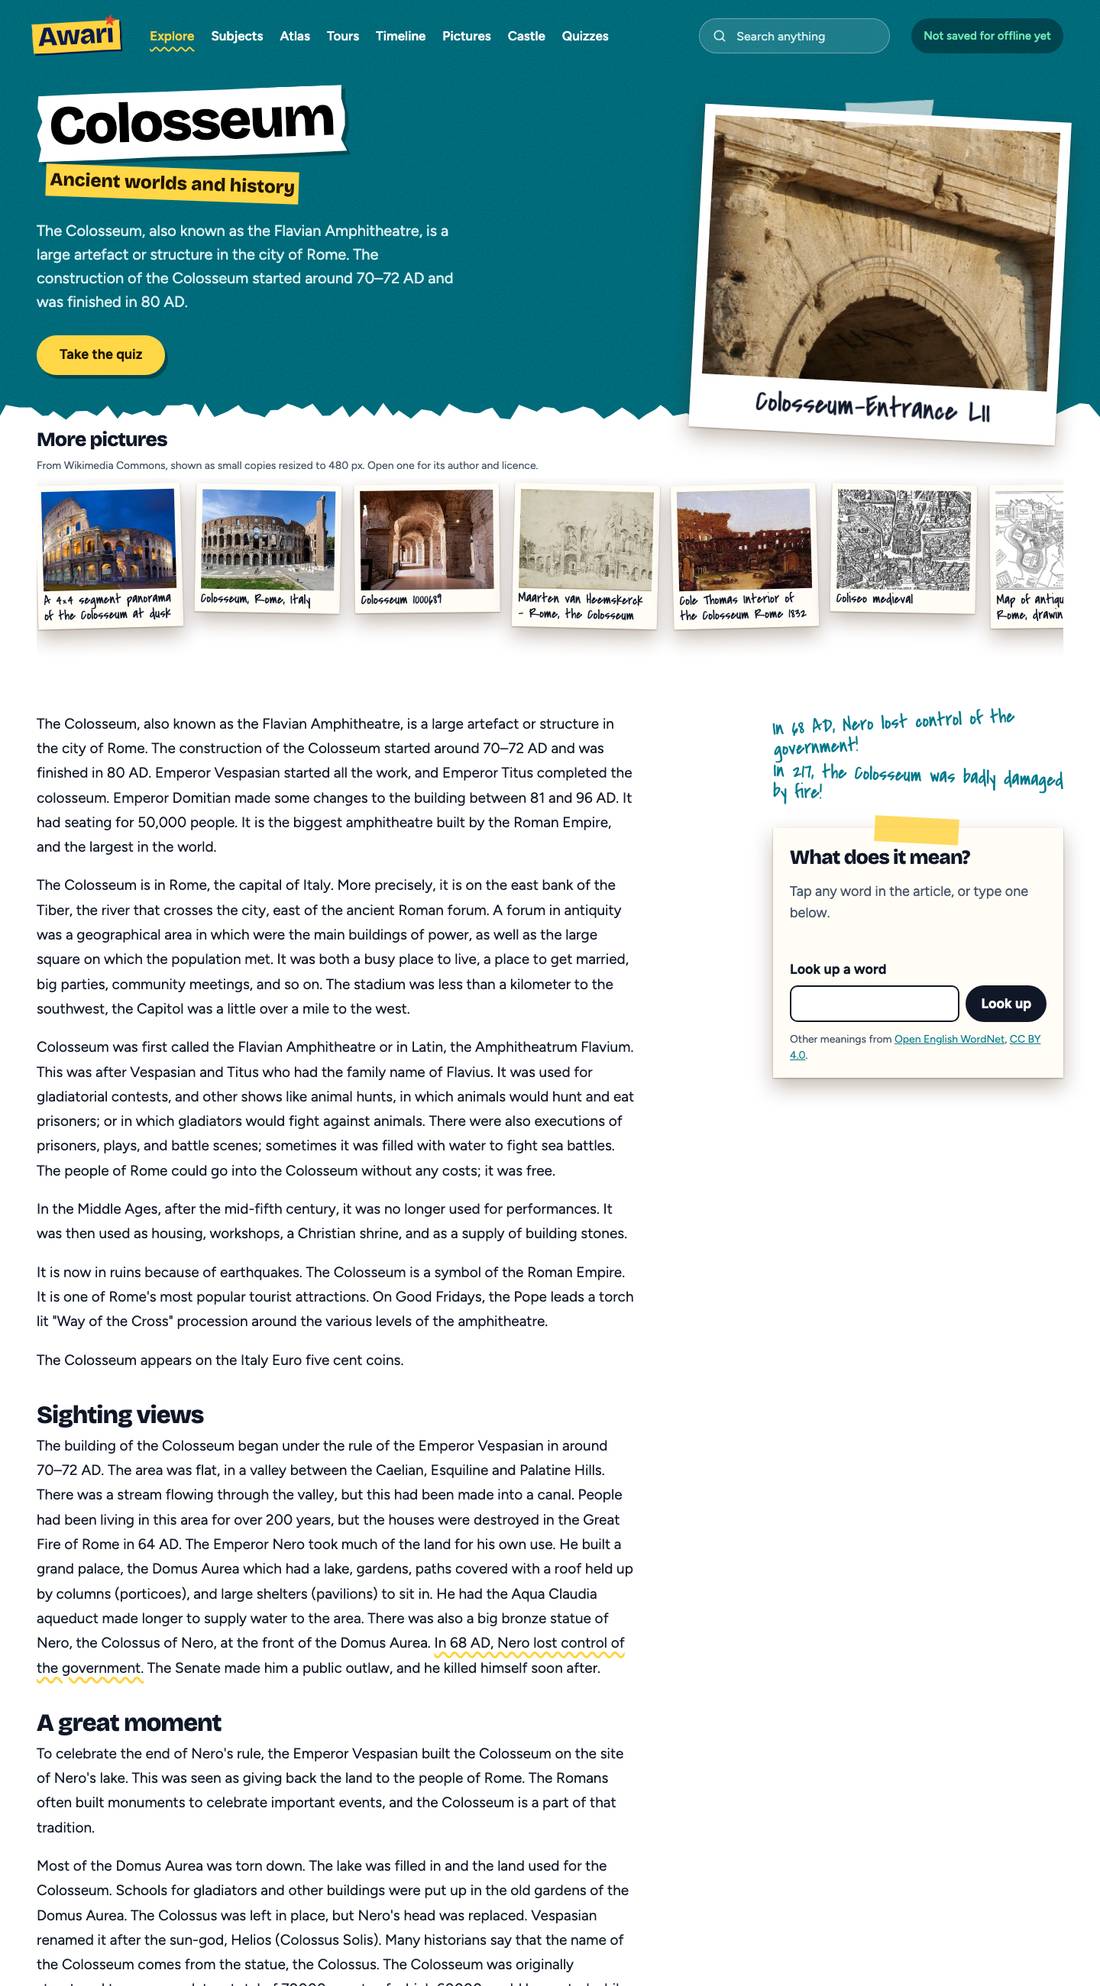 Awari
Explore
Subjects
Atlas
Tours
Timeline
Pictures
Castle
Quizzes
Search anything
Not saved for offline yet
Colosseum
Ancient worlds and history
The Colosseum, also known as the Flavian Amphitheatre, is a
large artefact or structure in the city of Rome. The
construction of the Colosseum started around 70–72 AD and
was finished in 80 AD.
Take the quiz
Colosseum-Entrance LII
More pictures
From Wikimedia Commons, shown as small copies resized to 480 px. Open one for its author and licence.
A 4x4 segment panorama
of the Colosseum at dusk
Colosseum, Rome, Italy
Colosseum 1000689
Maarten van Heemskerck
- Rome, the Colosseum
Cole Thomas Interior of
the Colosseum Rome 1832
Coliseo medieval
Map of
Rome,
The Colosseum, also known as the Flavian Amphitheatre, is a large artefact or structure in
the city of Rome. The construction of the Colosseum started around 70–72 AD and was
finished in 80 AD. Emperor Vespasian started all the work, and Emperor Titus completed the
colosseum. Emperor Domitian made some changes to the building between 81 and 96 AD. It
had seating for 50,000 people. It is the biggest amphitheatre built by the Roman Empire,
and the largest in the world.
The Colosseum is in Rome, the capital of Italy. More precisely, it is on the east bank of the
Tiber, the river that crosses the city, east of the ancient Roman forum. A forum in antiquity
was a geographical area in which were the main buildings of power, as well as the large
square on which the population met. It was both a busy place to live, a place to get married,
big parties, community meetings, and so on. The stadium was less than a kilometer to the
southwest, the Capitol was a little over a mile to the west.
Colosseum was first called the Flavian Amphitheatre or in Latin, the Amphitheatrum Flavium.
This was after Vespasian and Titus who had the family name of Flavius. It was used for
gladiatorial contests, and other shows like animal hunts, in which animals would hunt and eat
prisoners; or in which gladiators would fight against animals. There were also executions of
prisoners, plays, and battle scenes; sometimes it was filled with water to fight sea battles.
The people of Rome could go into the Colosseum without any costs; it was free.
In the Middle Ages, after the mid-fifth century, it was no longer used for performances. It
was then used as housing, workshops, a Christian shrine, and as a supply of building stones.
It is now in ruins because of earthquakes. The Colosseum is a symbol of the Roman Empire.
It is one of Rome's most popular tourist attractions. On Good Fridays, the Pope leads a torch
lit "Way of the Cross" procession around the various levels of the amphitheatre.
The Colosseum appears on the Italy Euro five cent coins.
Sighting views
The building of the Colosseum began under the rule of the Emperor Vespasian in around
70–72 AD. The area was flat, in a valley between the Caelian, Esquiline and Palatine Hills.
There was a stream flowing through the valley, but this had been made into a canal. People
had been living in this area for over 200 years, but the houses were destroyed in the Great
Fire of Rome in 64 AD. The Emperor Nero took much of the land for his own use. He built a
grand palace, the Domus Aurea which had a lake, gardens, paths covered with a roof held up
by columns (porticoes), and large shelters (pavilions) to sit in. He had the Aqua Claudia
aqueduct made longer to supply water to the area. There was also a big bronze statue of
Nero, the Colossus of Nero, at the front of the Domus Aurea. In 68 AD, Nero lost control of
the government. The Senate made him a public outlaw, and he killed himself soon after.
A great moment
To celebrate the end of Nero's rule, the Emperor Vespasian built the Colosseum on the site
of Nero's lake. This was seen as giving back the land to the people of Rome. The Romans
often built monuments to celebrate important events, and the Colosseum is a part of that
tradition.
Most of the Domus Aurea was torn down. The lake was filled in and the land used for the
Colosseum. Schools for gladiators and other buildings were put up in the old gardens of the
Domus Aurea. The Colossus was left in place, but Nero's head was replaced. Vespasian
renamed it after the sun-god, Helios (Colossus Solis). Many historians say that the name of
the Colosseum comes from the statue, the Colossus. The Colosseum was originally
In 68 AD, Nero lost control of the
government!
In 217, the Colosseum was badly damaged
by fire!
What does it mean?
Tap any word in the article, or type one
below.
Look up a word
Look up
Other meanings from Open English WordNet, CC BY
4.0.